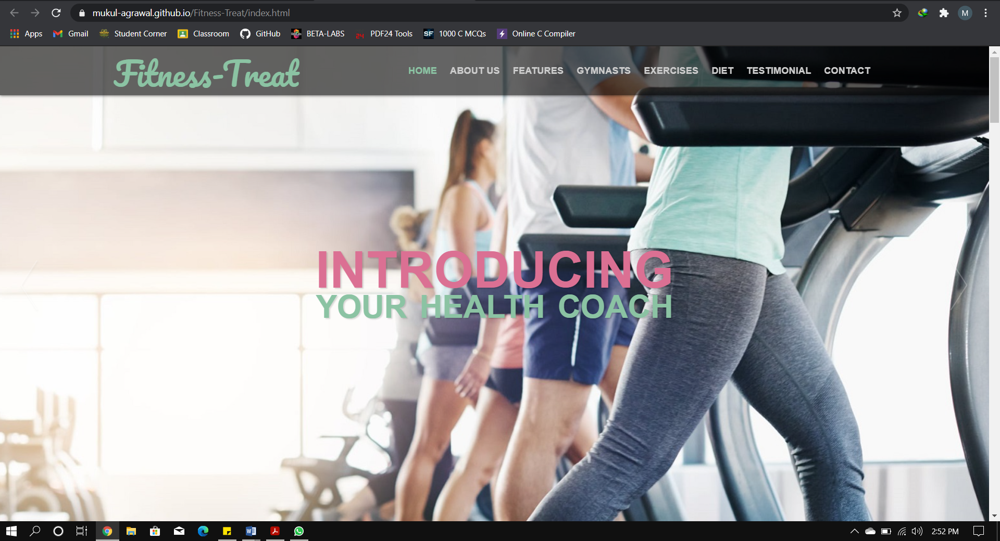 mukul-agrawal.github.io/Fitness-Treat/index.html
M
Apps Gmail Student Corner Classroom GitHub BETA-LABS 24 PDF24 Tools SF 1000 C MCQs Online C Compiler
Fitness-Treat
HOME ABOUT US FEATURES GYMNASTS EXERCISES DIET TESTIMONIAL CONTACT
INTRODUCING
YOUR HEALTH COACH
2:52 PM